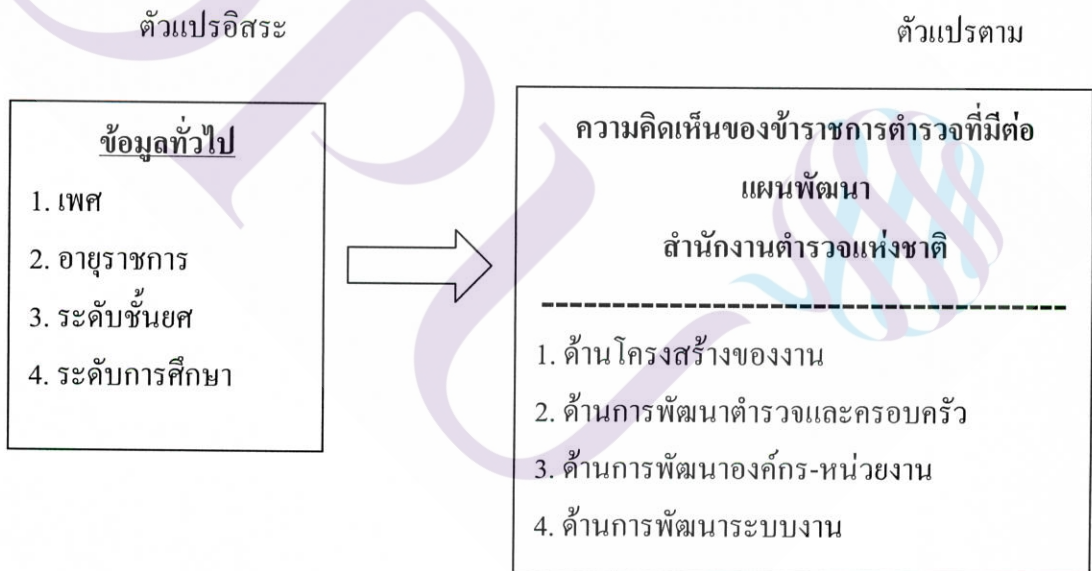 ตัวแปรอิสระ
ตัวแปรตาม
ข้อมูลทั่วไป
1. เพศ
2. อายุราชการ
3. ระดับชั้นยศ
4. ระดับการศึกษา
ความคิดเห็นของข้าราชการตำรวจที่มีต่อ
แผนพัฒนา
สำนักงานตำรวจแห่งชาติ
1. ด้านโครงสร้างของงาน
2. ด้านการพัฒนาตำรวจและครอบครัว
3. ด้านการพัฒนาองค์กร-หน่วยงาน
4. ด้านการพัฒนาระบบงาน